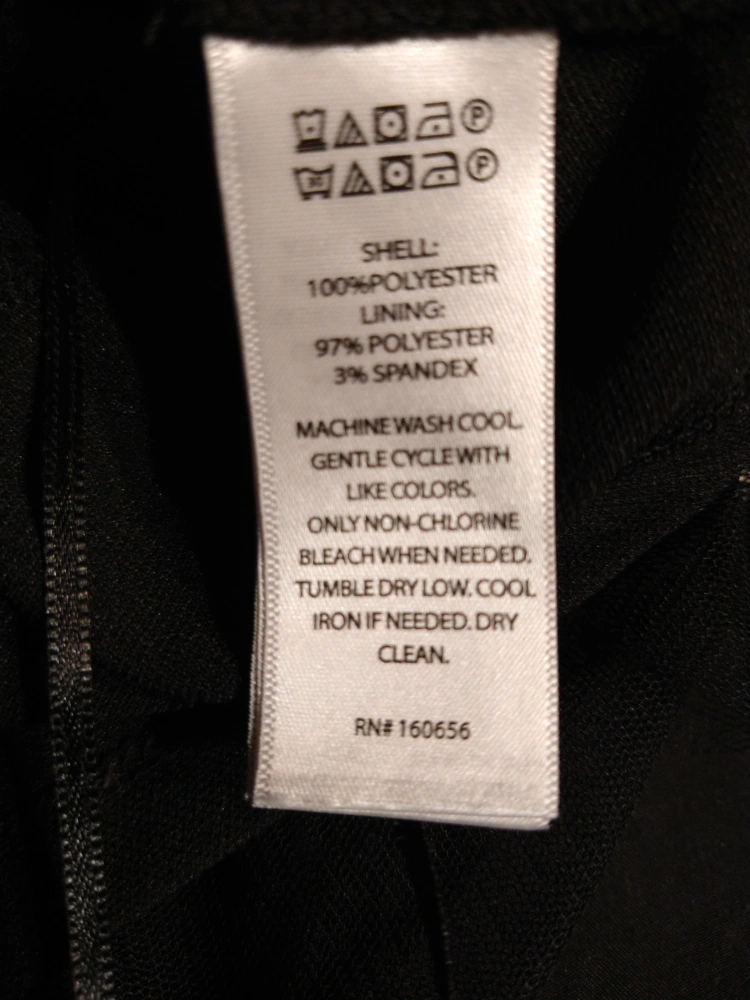 P
30 P
SHELL:
100%POLYESTER
LINING:
97% POLYESTER
3% SPANDEX
MACHINE WASH COOL.
GENTLE CYCLE WITH
LIKE COLORS.
ONLY NON-CHLORINE
BLEACH WHEN NEEDED.
TUMBLE DRY LOW. COOL
IRON IF NEEDED. DRY
CLEAN.
RN# 160656